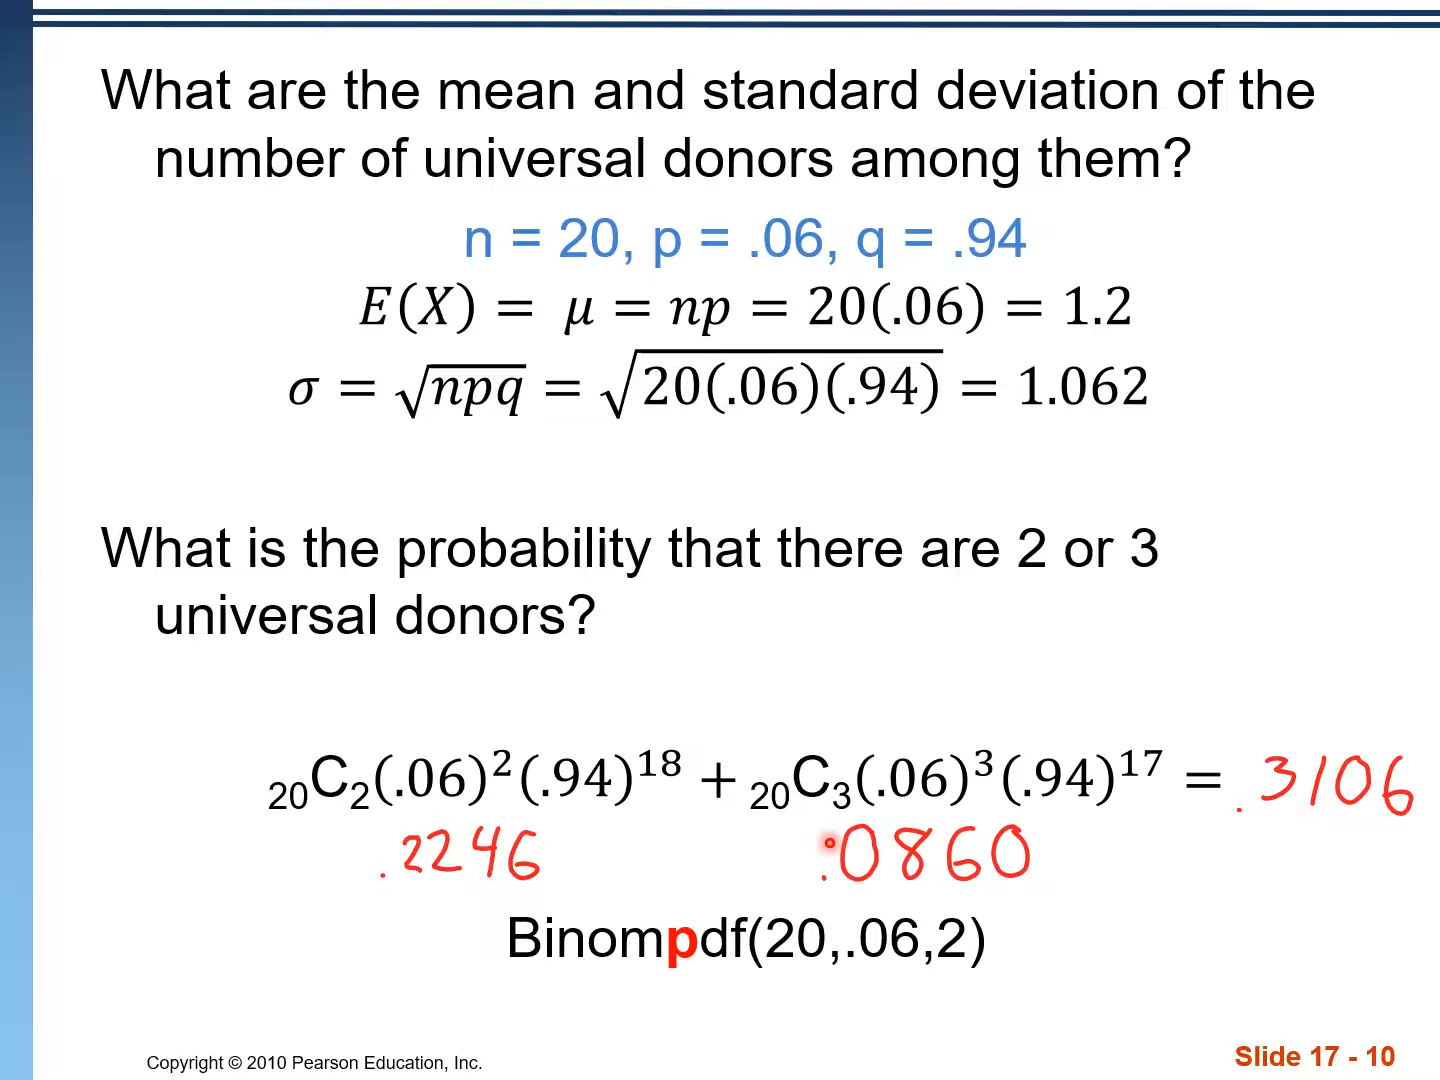 What are the mean and standard deviation of the
number of universal donors among them?
n = 20, p = .06, q = .94
E(X) = μ = np = 20(.06) = 1.2
σ = √npq = √20(.06)(.94) = 1.062
What is the probability that there are 2 or 3
universal donors?
₂₀C₂(.06)²(.94)¹⁸ + ₂₀C₃(.06)³(.94)¹⁷ = .3106
.2246 .0860
Binompdf(20,.06,2)
Copyright © 2010 Pearson Education, Inc. Slide 17 - 10